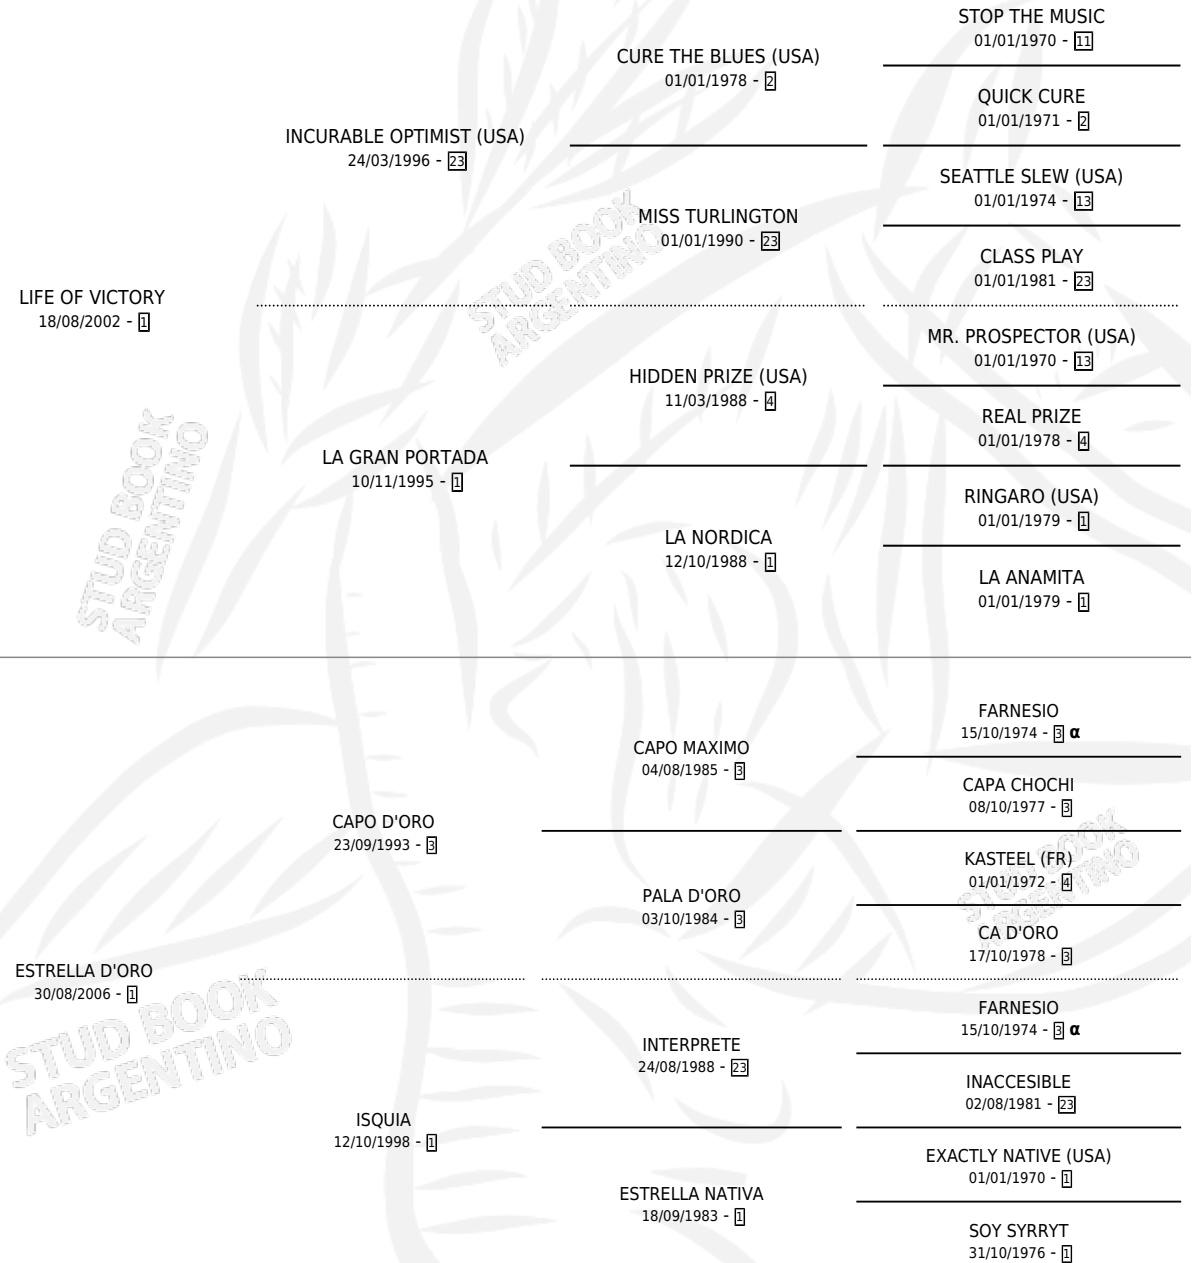 STOP THE MUSIC
01/01/1970 - 11
CURE THE BLUES (USA)
01/01/1978 - 2
QUICK CURE
01/01/1971 - 2
INCURABLE OPTIMIST (USA)
24/03/1996 - 23
SEATTLE SLEW (USA)
01/01/1974 - 13
MISS TURLINGTON
01/01/1990 - 23
CLASS PLAY
01/01/1981 - 23
LIFE OF VICTORY
18/08/2002 - 1
MR. PROSPECTOR (USA)
01/01/1970 - 13
HIDDEN PRIZE (USA)
11/03/1988 - 4
REAL PRIZE
01/01/1978 - 4
LA GRAN PORTADA
10/11/1995 - 1
RINGARO (USA)
01/01/1979 - 1
LA NORDICA
12/10/1988 - 1
LA ANAMITA
01/01/1979 - 1
FARNESIO
15/10/1974 - 3 α
CAPO MAXIMO
04/08/1985 - 3
CAPA CHOCHI
08/10/1977 - 3
CAPO D'ORO
23/09/1993 - 3
KASTEEL (FR)
01/01/1972 - 4
PALA D'ORO
03/10/1984 - 3
CA D'ORO
17/10/1978 - 3
ESTRELLA D'ORO
30/08/2006 - 1
FARNESIO
15/10/1974 - 3 α
INTERPRETE
24/08/1988 - 23
INACCESIBLE
02/08/1981 - 23
ISQUIA
12/10/1998 - 1
EXACTLY NATIVE (USA)
01/01/1970 - 1
ESTRELLA NATIVA
18/09/1983 - 1
SOY SYRRYT
31/10/1976 - 1
STUD BOOK
ARGENTINO
STUD BOOK
ARGENTINO
STUD BOOK
ARGENTINO
STUD BOOK
ARGENTINO